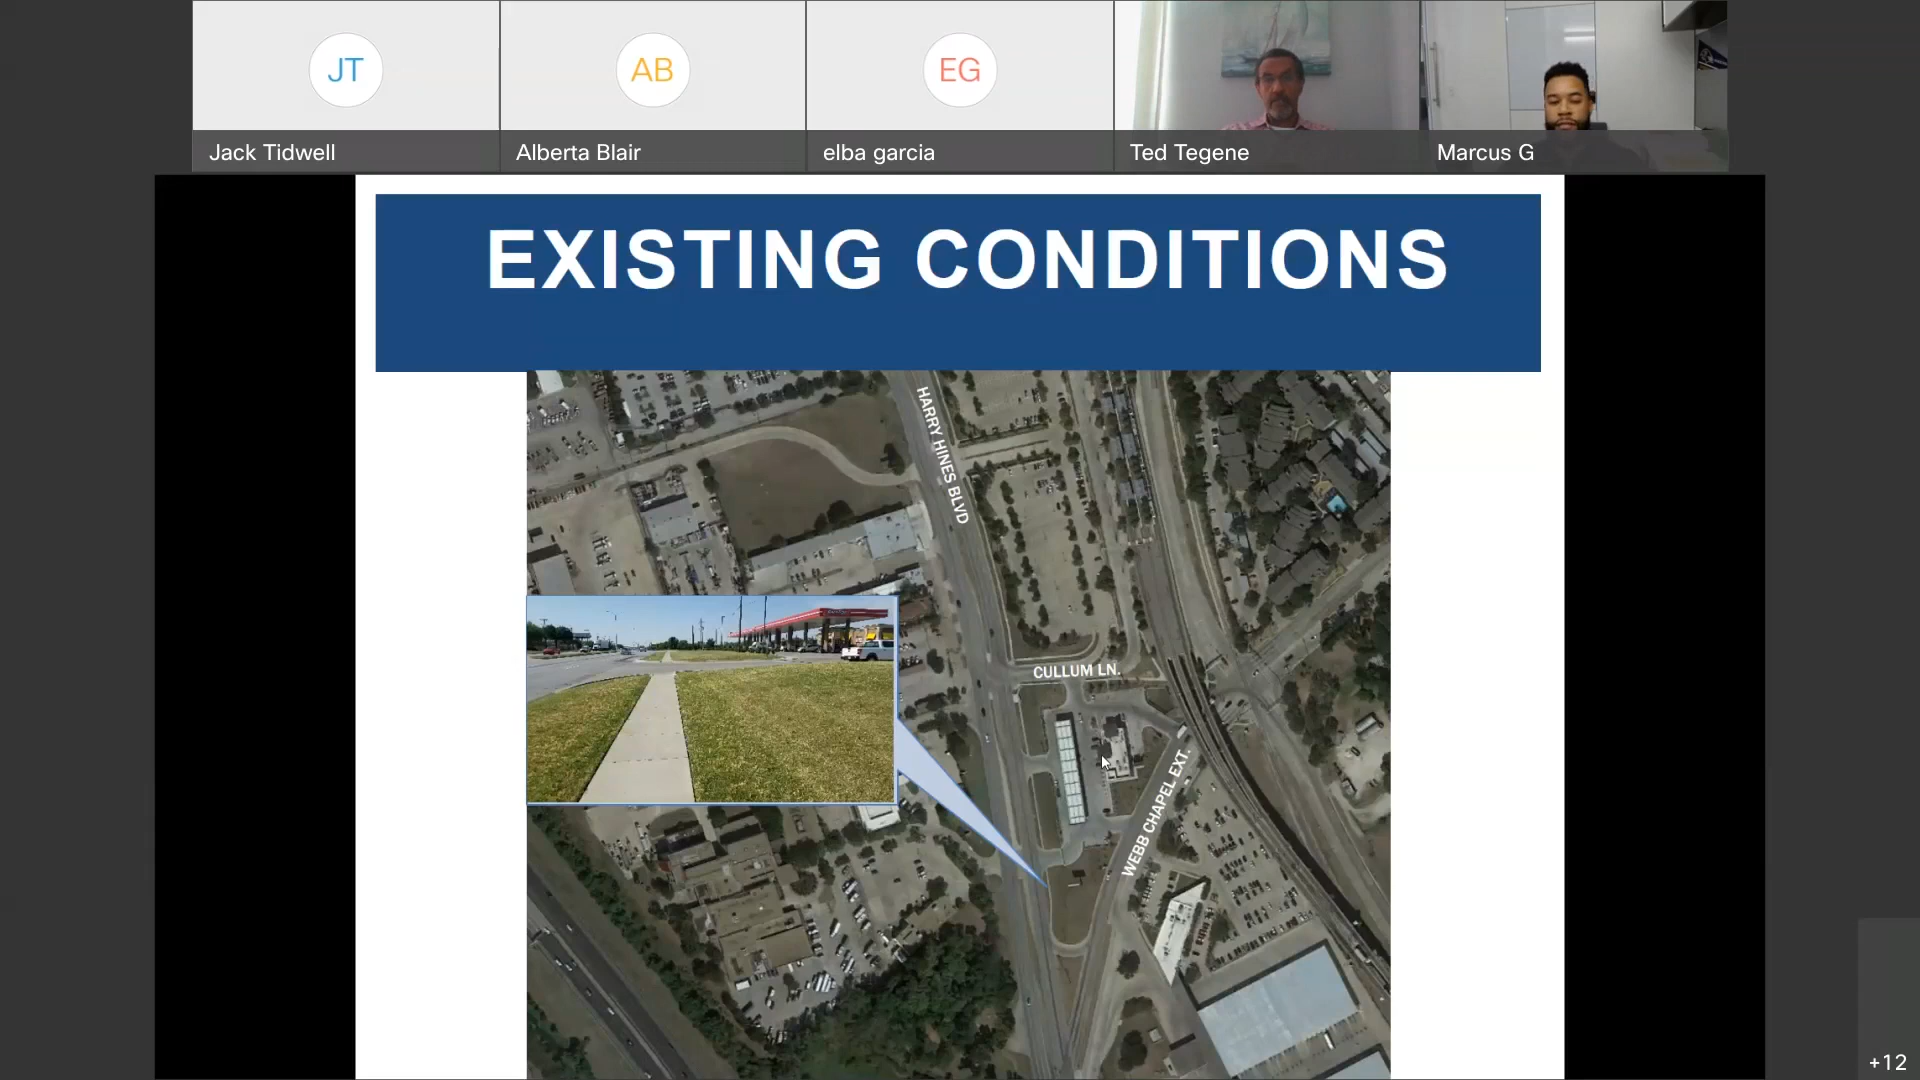 JT
AB
EG
Jack Tidwell
Alberta Blair
elba garcia
Ted Tegene
Marcus G
EXISTING CONDITIONS
HARRY HINES BLVD
CULLUM LN.
WEBB CHAPEL EXT.
+12